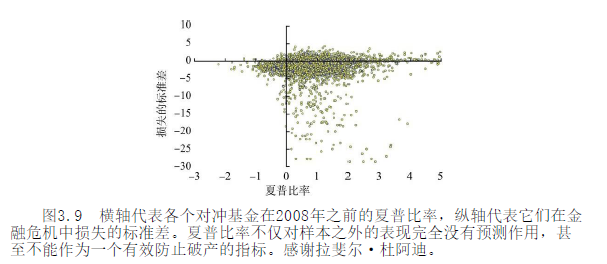 10
5
0
−5
−10
−15
−20
−25
−30
损失的标准差
−3 −2 −1 0 1 2 3 4 5
夏普比率
图3.9 横轴代表各个对冲基金在2008年之前的夏普比率，纵轴代表它们在金
融危机中损失的标准差。夏普比率不仅对样本之外的表现完全没有预测作用，甚
至不能作为一个有效防止破产的指标。感谢拉斐尔·杜阿迪。